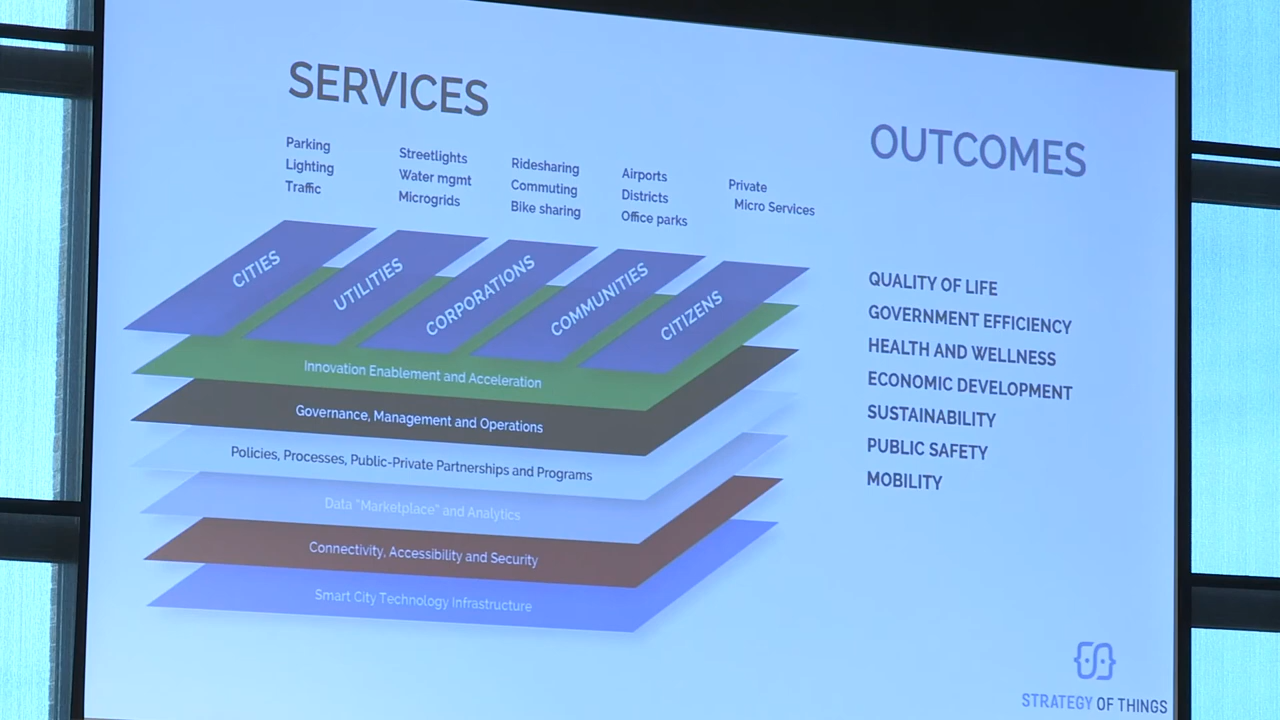 SERVICES
Parking
Lighting
Traffic
Streetlights
Water mgmt
Microgrids
Ridesharing
Commuting
Bike sharing
Airports
Districts
Office parks
Private
Micro Services
CITIES
UTILITIES
CORPORATIONS
COMMUNITIES
CITIZENS
Innovation Enablement and Acceleration
Governance, Management and Operations
Policies, Processes, Public-Private Partnerships and Programs
Data "Marketplace" and Analytics
Connectivity, Accessibility and Security
Smart City Technology Infrastructure
OUTCOMES
QUALITY OF LIFE
GOVERNMENT EFFICIENCY
HEALTH AND WELLNESS
ECONOMIC DEVELOPMENT
SUSTAINABILITY
PUBLIC SAFETY
MOBILITY
STRATEGY OF THINGS